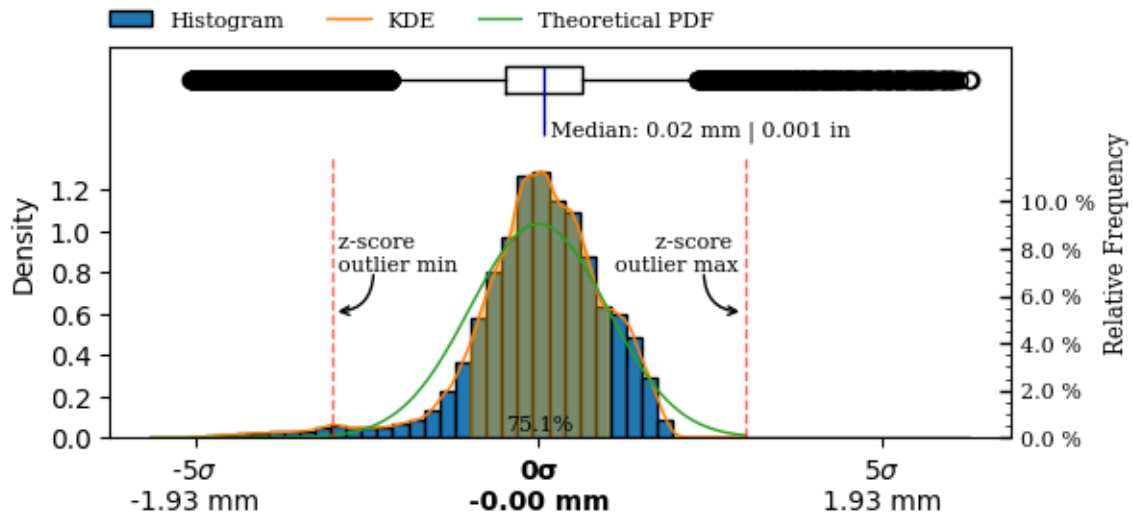 Histogram KDE Theoretical PDF
Median: 0.02 mm | 0.001 in
Density
Relative Frequency
1.2
1.0
0.8
0.6
0.4
0.2
0.0
10.0 %
8.0 %
6.0 %
4.0 %
2.0 %
0.0 %
z-score
outlier min
z-score
outlier max
75.1%
-5σ 0σ 5σ
-1.93 mm -0.00 mm 1.93 mm